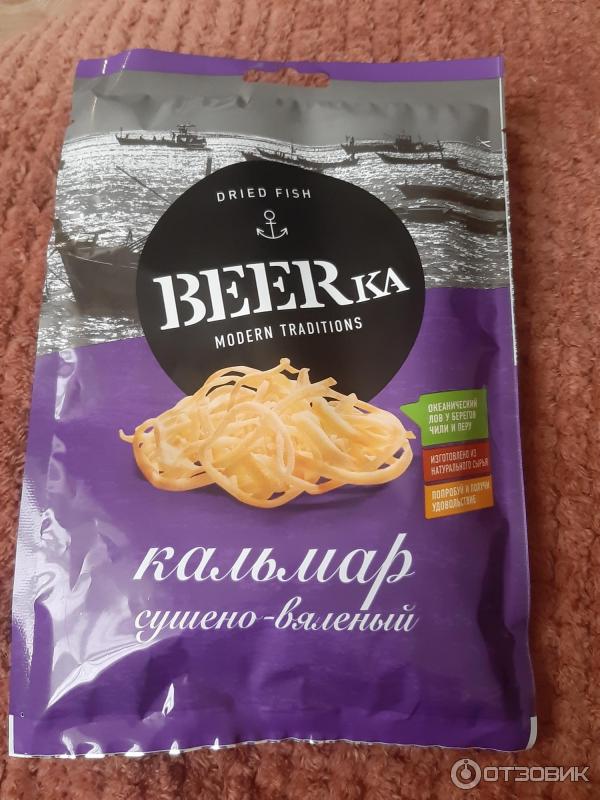 DRIED FISH
BEERKA
MODERN TRADITIONS
ОКЕАНИЧЕСКИЙ
ЛОВ У БЕРЕГОВ
ЧИЛИ И ПЕРУ
ИЗГОТОВЛЕНО ИЗ
НАТУРАЛЬНОГО СЫРЬЯ
ПОПРОБУЙ И ПОЛУЧИ
УДОВОЛЬСТВИЕ
кальмар
сушено-вяленый
ОТЗОВИК